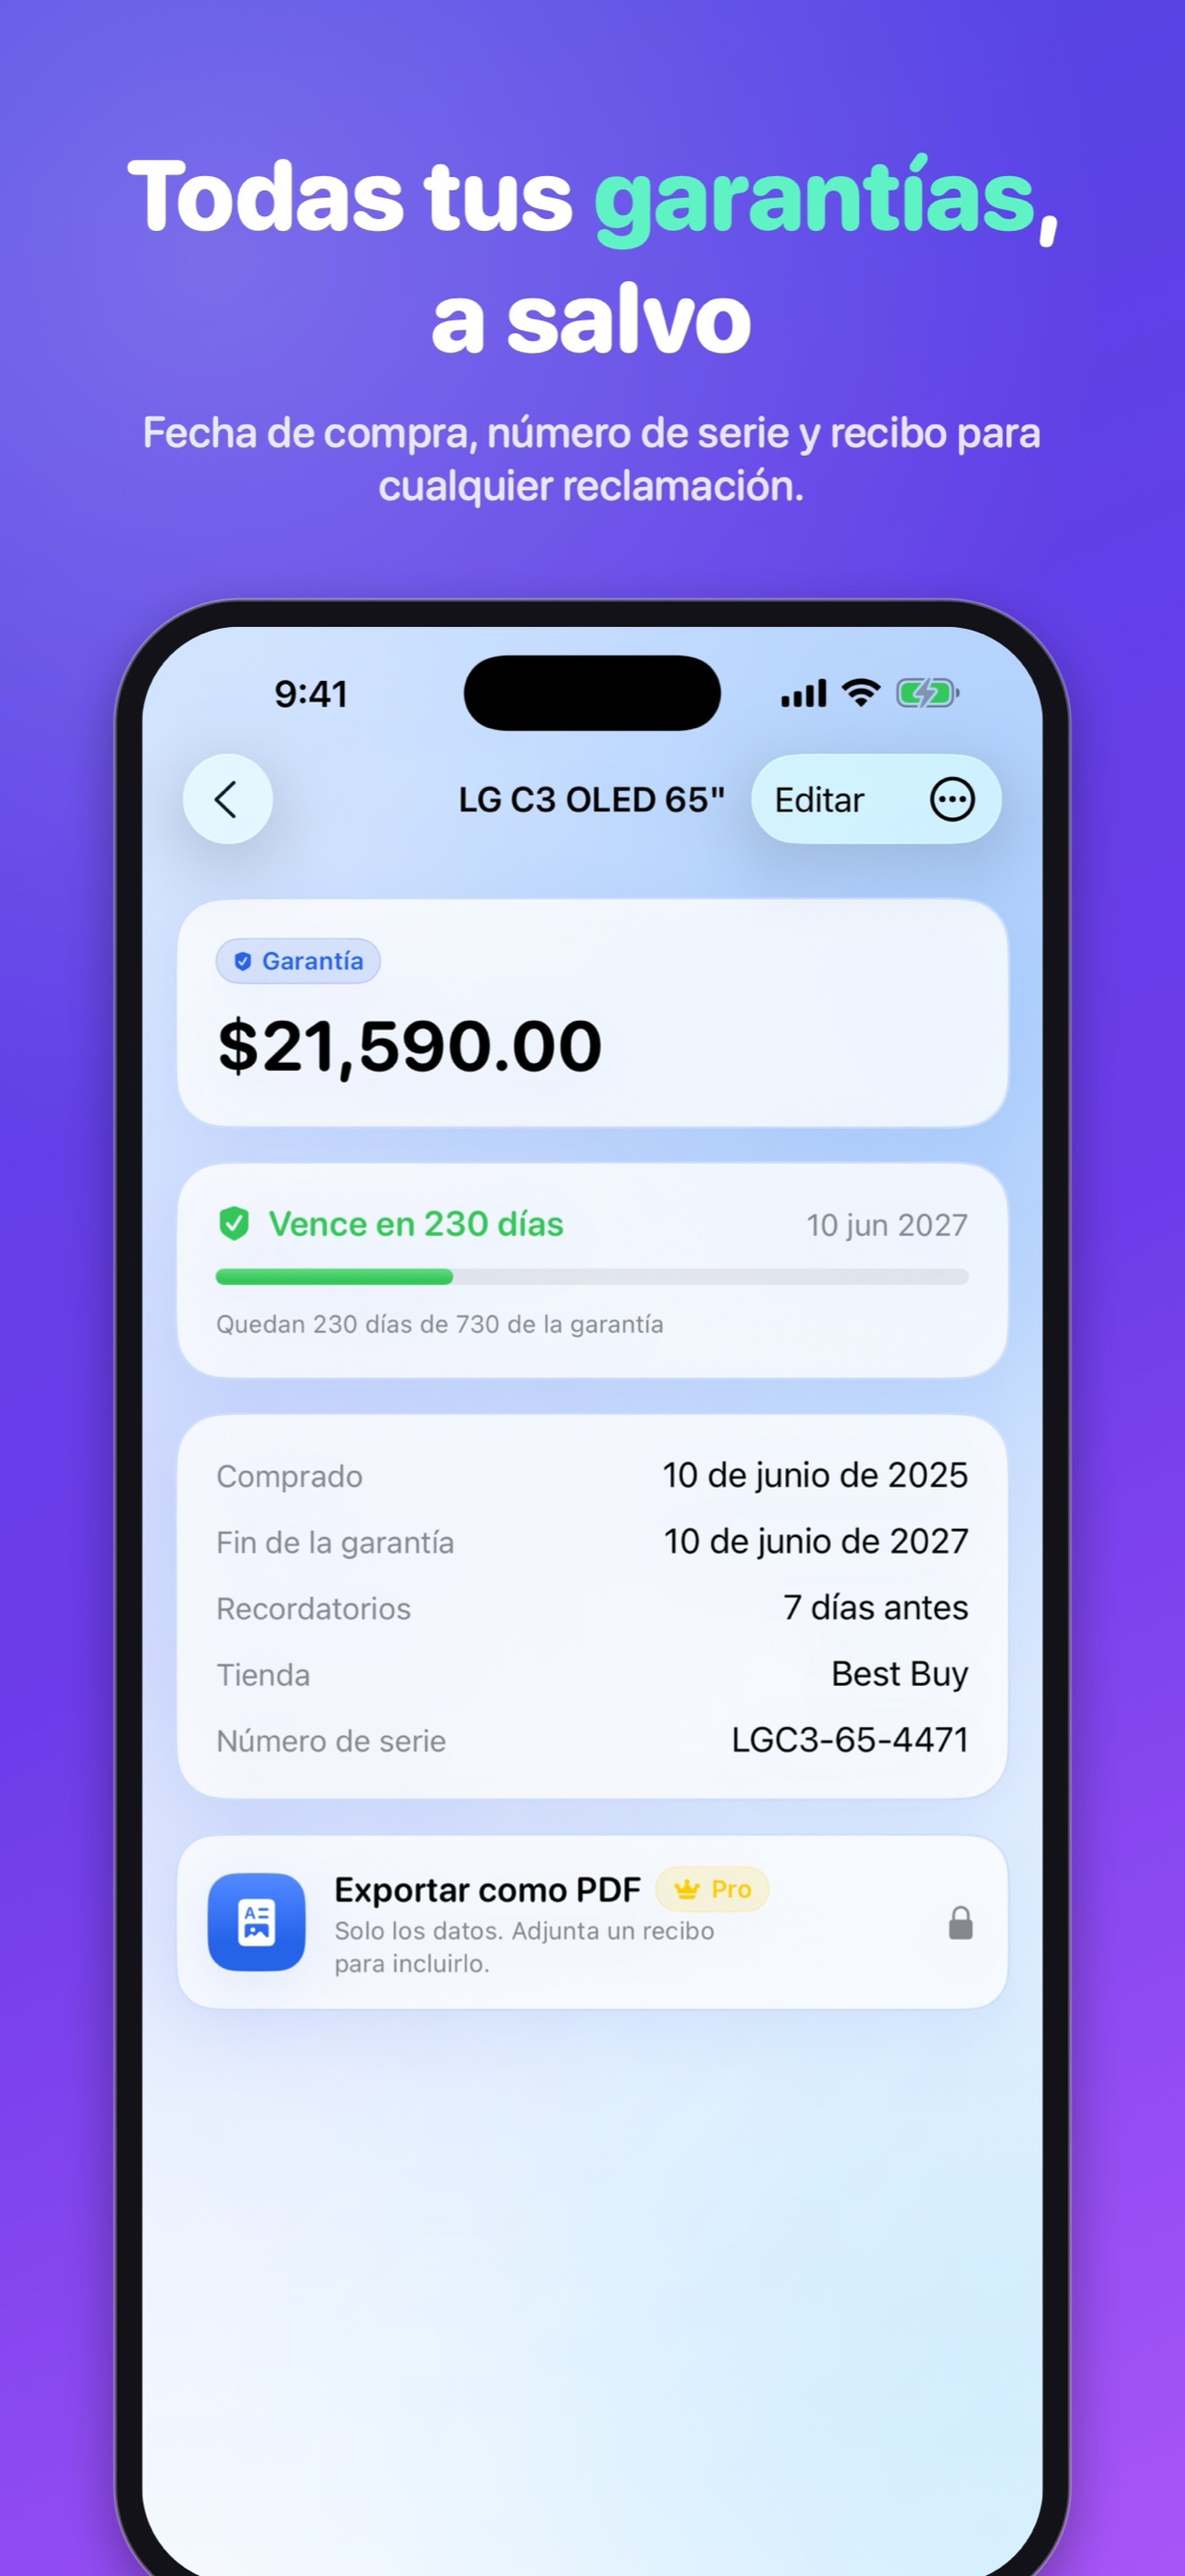 Todas tus garantías,
a salvo
Fecha de compra, número de serie y recibo para
cualquier reclamación.
9:41
LG C3 OLED 65"
Editar
Garantía
$21,590.00
Vence en 230 días
10 jun 2027
Quedan 230 días de 730 de la garantía
Comprado
10 de junio de 2025
Fin de la garantía
10 de junio de 2027
Recordatorios
7 días antes
Tienda
Best Buy
Número de serie
LGC3-65-4471
Exportar como PDF
Pro
Solo los datos. Adjunta un recibo
para incluirlo.